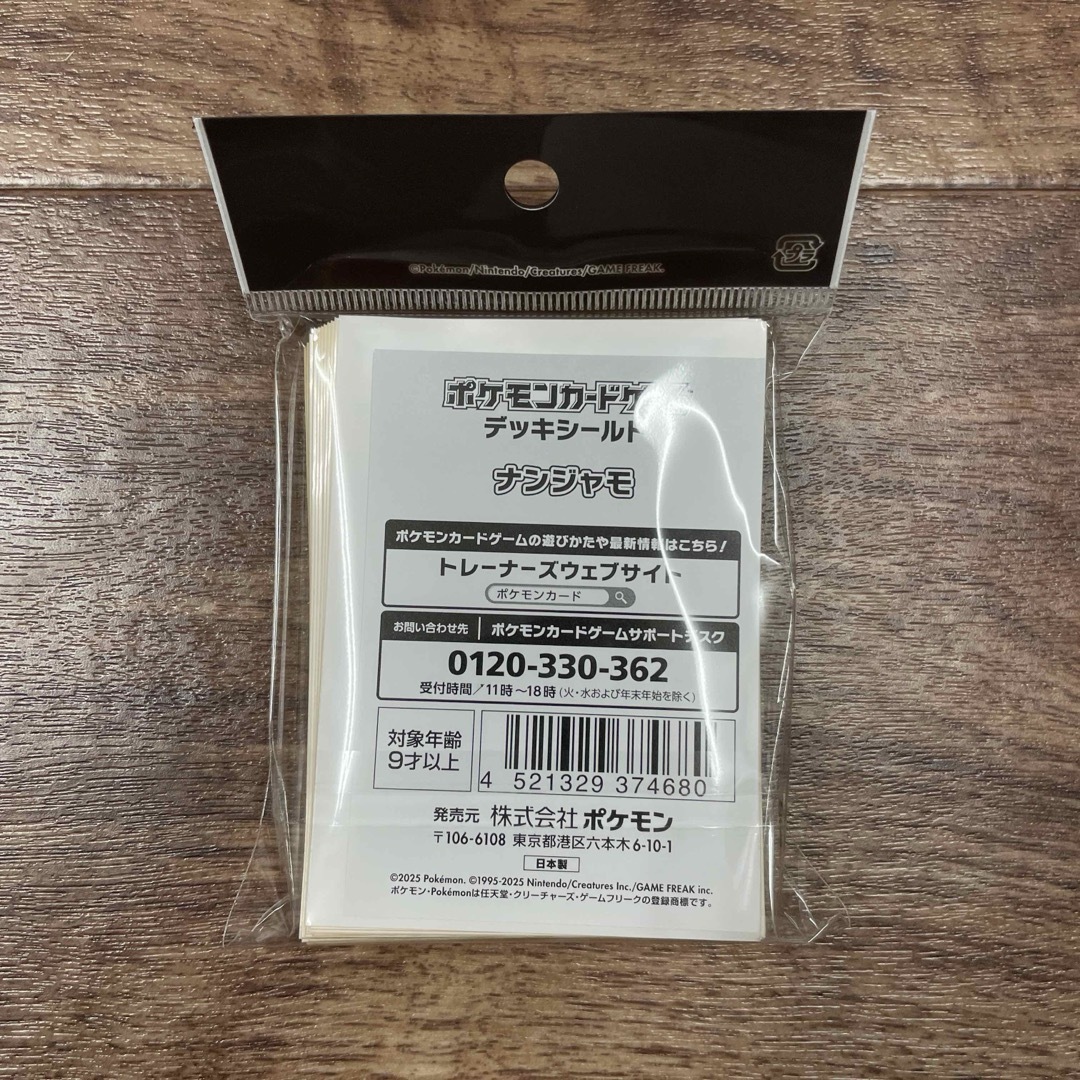 プラ
©Pokémon/Nintendo/Creatures/GAME FREAK.
ポケモンカードゲーム
デッキシールド
ナンジャモ
ポケモンカードゲームの遊びかたや最新情報はこちら!
トレーナーズウェブサイト
ポケモンカード
お問い合わせ先 ポケモンカードゲームサポートデスク
0120-330-362
受付時間/11時~18時(火・水および年末年始を除く)
対象年齢
9才以上
4 521329 374680
発売元 株式会社 ポケモン
〒106-6108 東京都港区六本木6-10-1
日本製
©2025 Pokémon. ©1995-2025 Nintendo/Creatures Inc./GAME FREAK inc.
ポケモン・Pokémonは任天堂・クリーチャーズ・ゲームフリークの登録商標です。